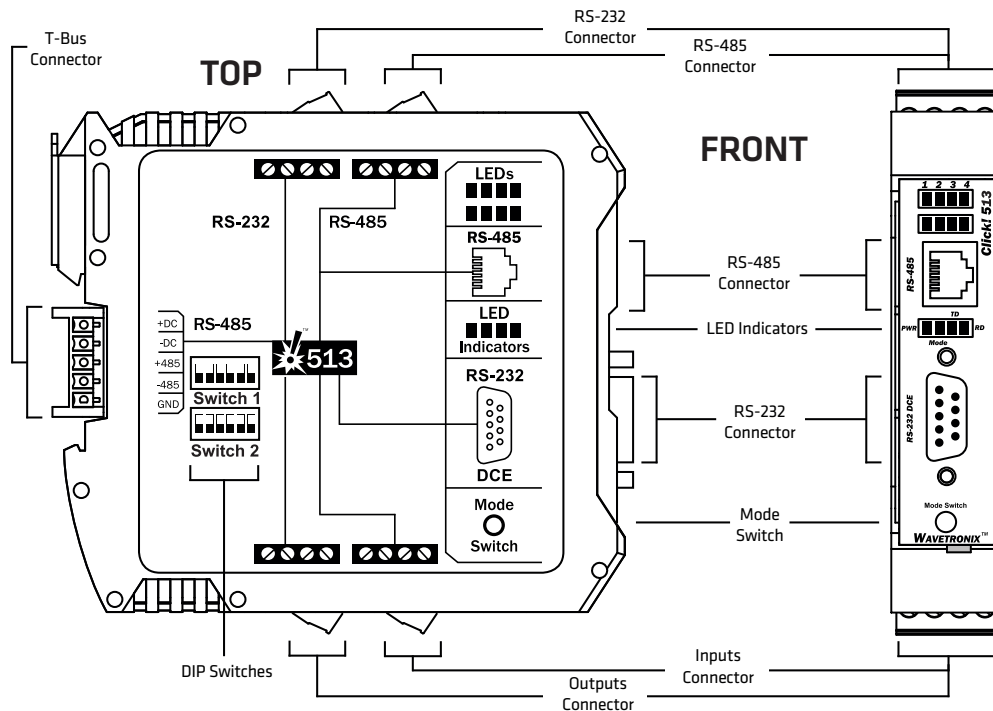 RS-232
Connector
RS-485
Connector
T-Bus
Connector
TOP
FRONT
LEDs
RS-232
RS-485
RS-485
+DC
-DC
+485
-485
GND
RS-485
™
513
LED
Indicators
Switch 1
Switch 2
RS-232
DCE
Mode
Switch
RS-485
Connector
LED Indicators
RS-232
Connector
Mode
Switch
1 2 3 4
Click! 513
RS-485
TD
PWR
RD
Mode
RS-232 DCE
Mode Switch
WAVETRONIX™
DIP Switches
Inputs
Connector
Outputs
Connector